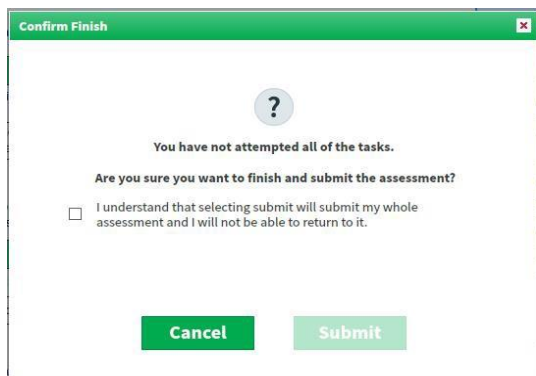 Confirm Finish
?
You have not attempted all of the tasks.
Are you sure you want to finish and submit the assessment?
I understand that selecting submit will submit my whole
assessment and I will not be able to return to it.
Cancel
Submit